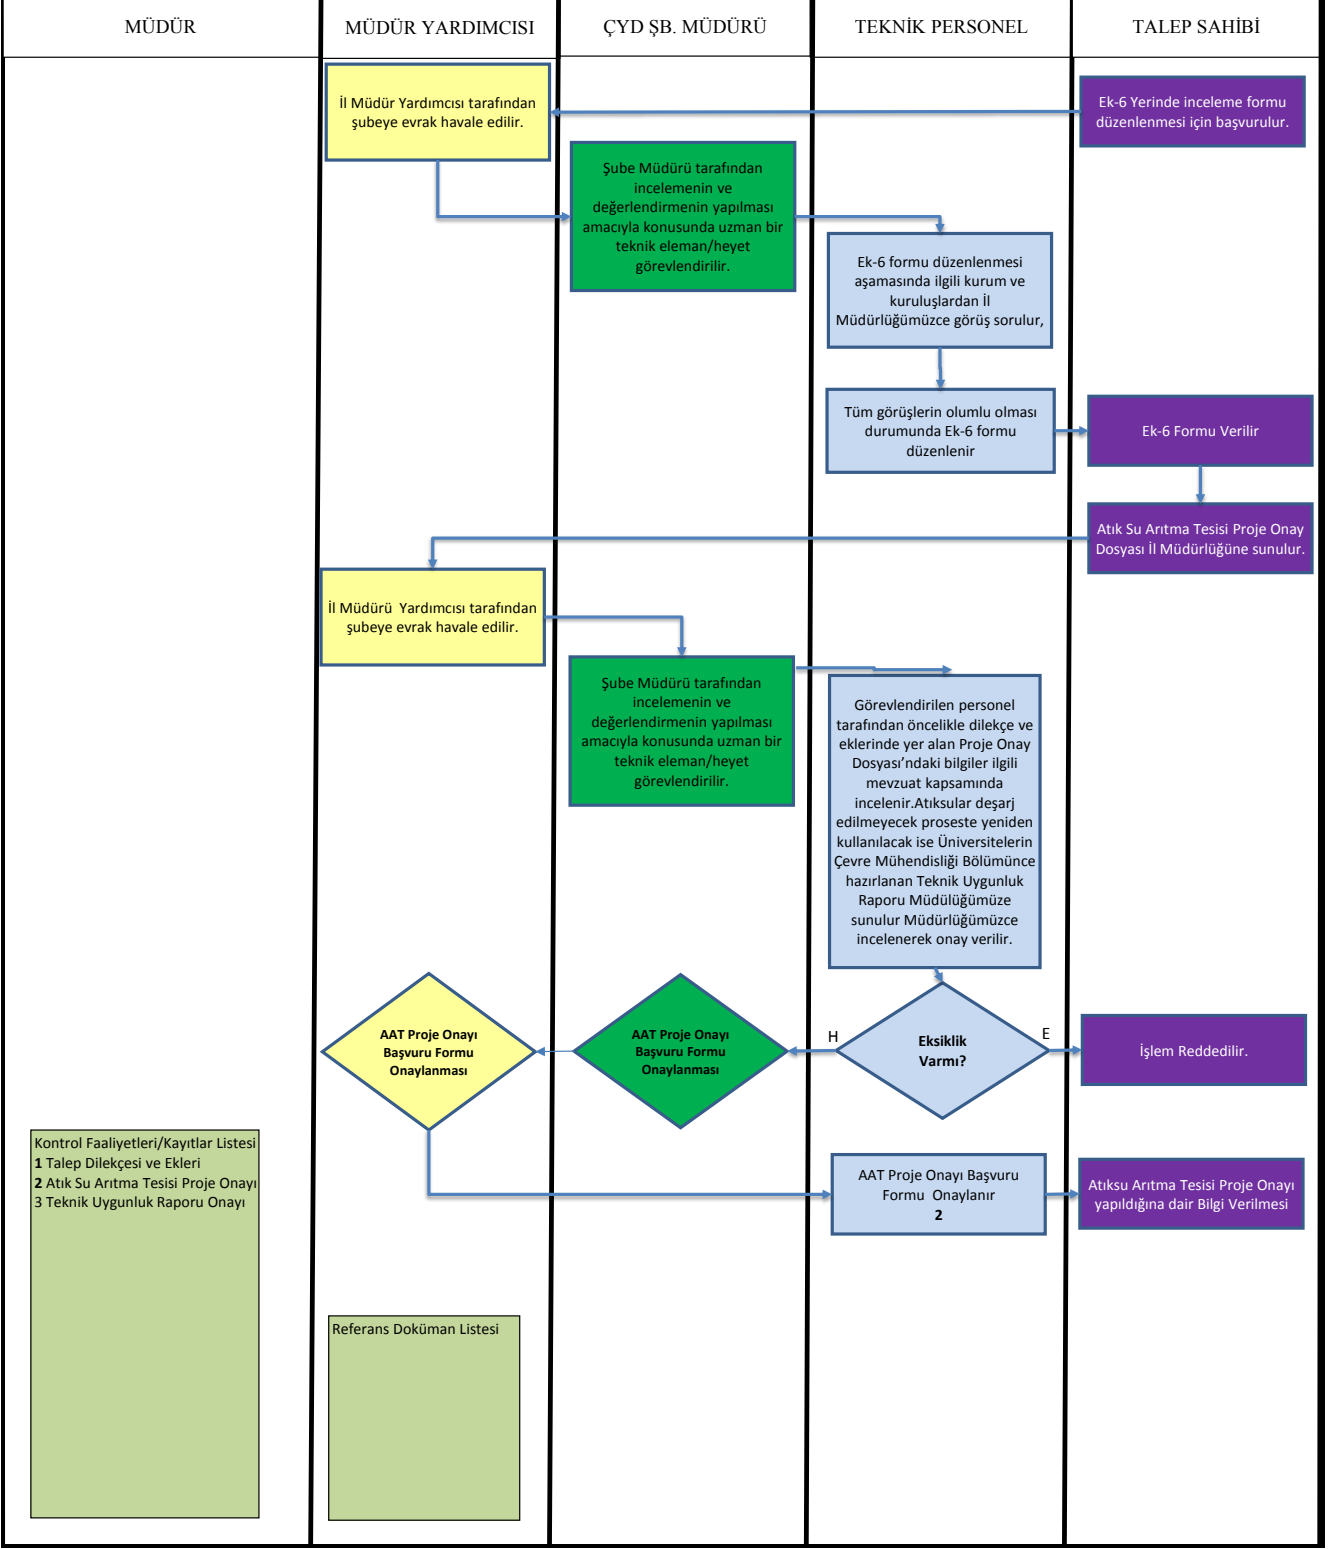 MÜDÜR
MÜDÜR YARDIMCISI
ÇYD ŞB. MÜDÜRÜ
TEKNİK PERSONEL
TALEP SAHİBİ
Ek-6 Yerinde inceleme formu
düzenlenmesi için başvurulur.
İl Müdür Yardımcısı tarafından
şubeye evrak havale edilir.
Şube Müdürü tarafından
incelemenin ve
değerlendirmenin yapılması
amacıyla konusunda uzman bir
teknik eleman/heyet
görevlendirilir.
Ek-6 formu düzenlenmesi
aşamasında ilgili kurum ve
kuruluşlardan İl
Müdürlüğümüzce görüş sorulur,
Tüm görüşlerin olumlu olması
durumunda Ek-6 formu
düzenlenir
Ek-6 Formu Verilir
Atık Su Arıtma Tesisi Proje Onay
Dosyası İl Müdürlüğüne sunulur.
İl Müdürü  Yardımcısı tarafından
şubeye evrak havale edilir.
Şube Müdürü tarafından
incelemenin ve
değerlendirmenin yapılması
amacıyla konusunda uzman bir
teknik eleman/heyet
görevlendirilir.
Görevlendirilen personel
tarafından öncelikle dilekçe ve
eklerinde yer alan Proje Onay
Dosyası’ndaki bilgiler ilgili
mevzuat kapsamında
incelenir.Atıksular deşarj
edilmeyecek proseste yeniden
kullanılacak ise Üniversitelerin
Çevre Mühendisliği Bölümünce
hazırlanan Teknik Uygunluk
Raporu Müdülüğümüze
sunulur Müdürlüğümüzce
incelenerek onay verilir.
Eksiklik
Varmı?
H
E
İşlem Reddedilir.
AAT Proje Onayı
Başvuru Formu
Onaylanması
AAT Proje Onayı
Başvuru Formu
Onaylanması
AAT Proje Onayı Başvuru
Formu  Onaylanır
2
Atıksu Arıtma Tesisi Proje Onayı
yapıldığına dair Bilgi Verilmesi
Kontrol Faaliyetleri/Kayıtlar Listesi
1 Talep Dilekçesi ve Ekleri
2 Atık Su Arıtma Tesisi Proje Onayı
3 Teknik Uygunluk Raporu Onayı
Referans Doküman Listesi